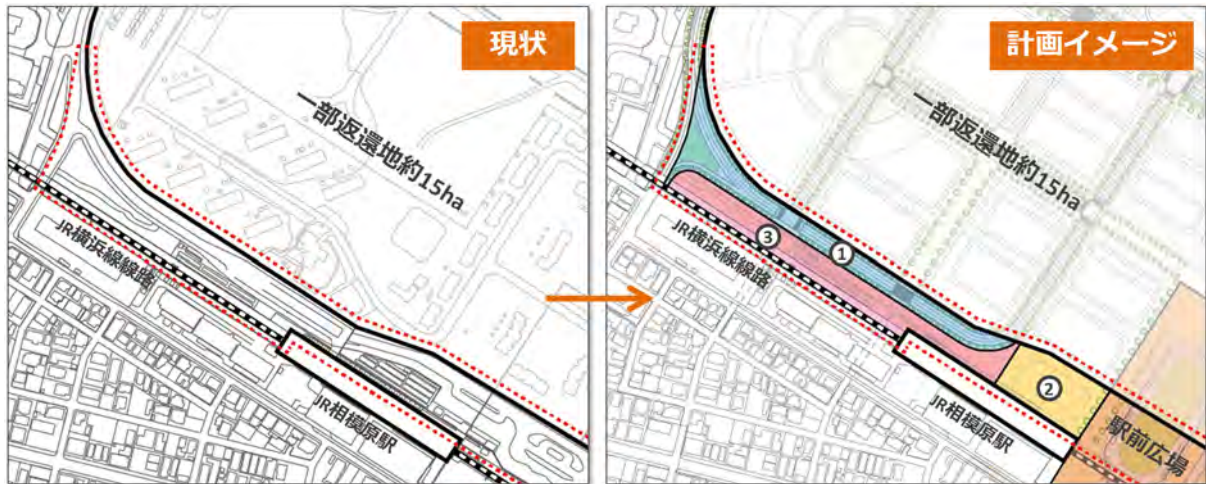 現状
一部返還地約15ha
JR横浜線線路
JR相模原駅
計画イメージ
一部返還地約15ha
③
①
JR横浜線線路
②
JR相模原駅
駅前広場